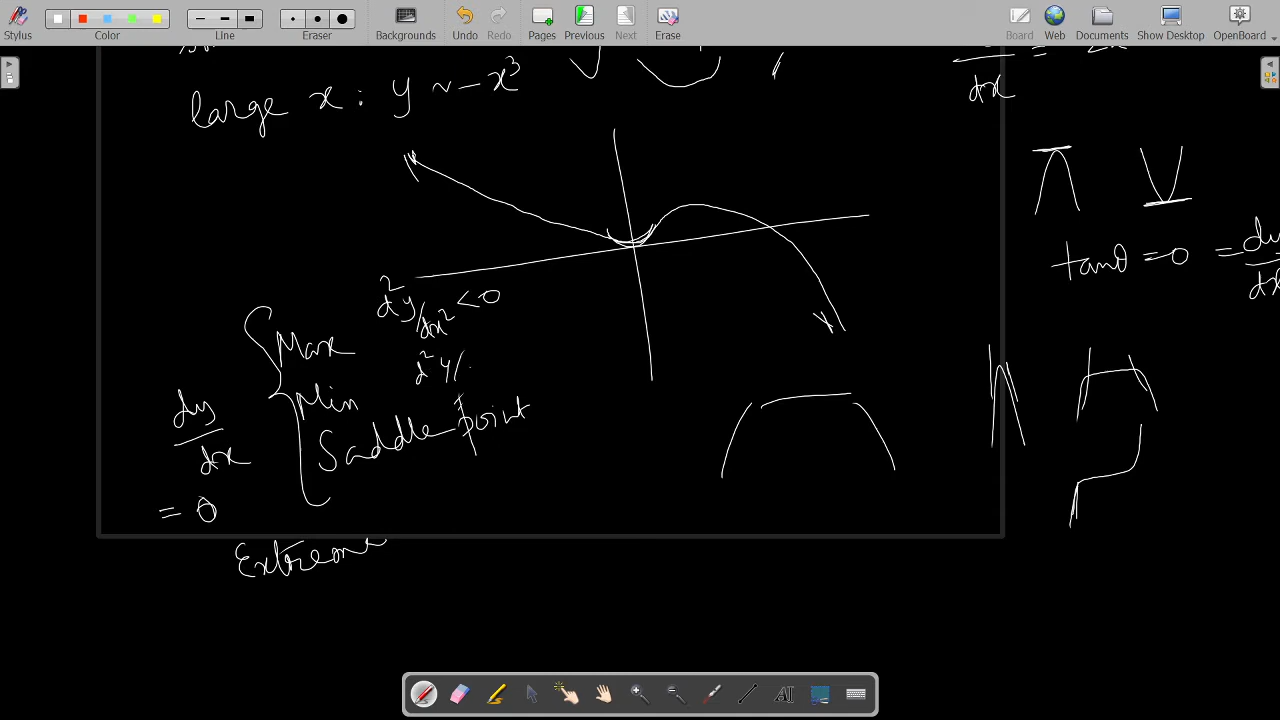 Stylus Color Line Eraser Backgrounds Undo Redo Pages Previous Next Erase Board Web Documents Show Desktop OpenBoard
large x : y ~ - x³
dx
tanθ = 0 = dy/dx
d²y/dx² < 0
Max
d²y/
Min
dy/dx
Saddle point
= 0
Extreme